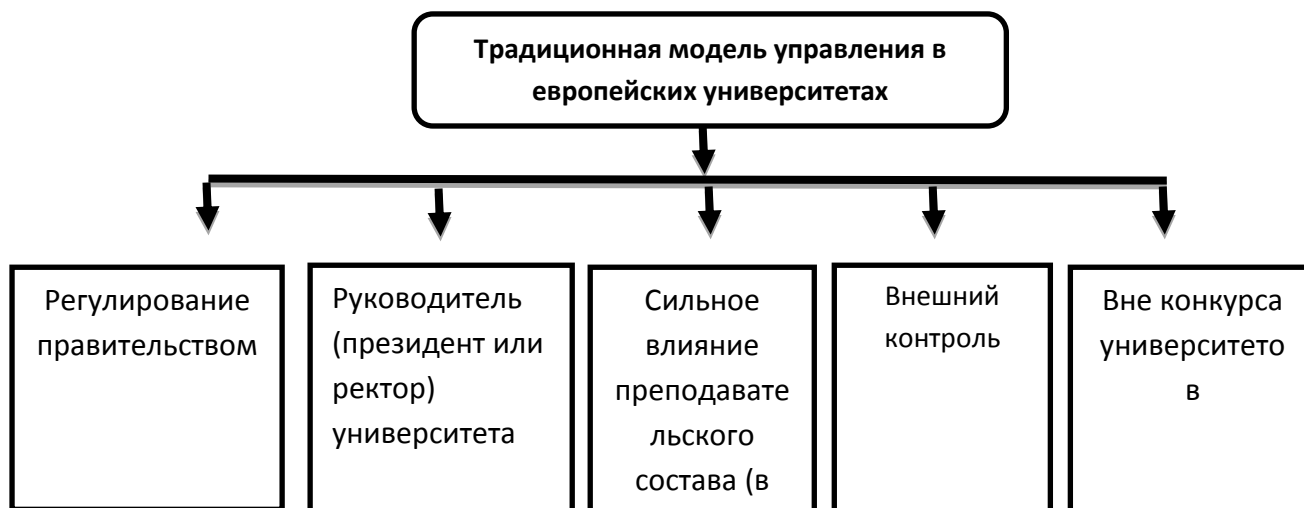 Традиционная модель управления в
европейских университетах
Регулирование
правительством
Руководитель
(президент или
ректор)
университета
Сильное
влияние
преподавате
льского
состава (в
Внешний
контроль
Вне конкурса
университето
в